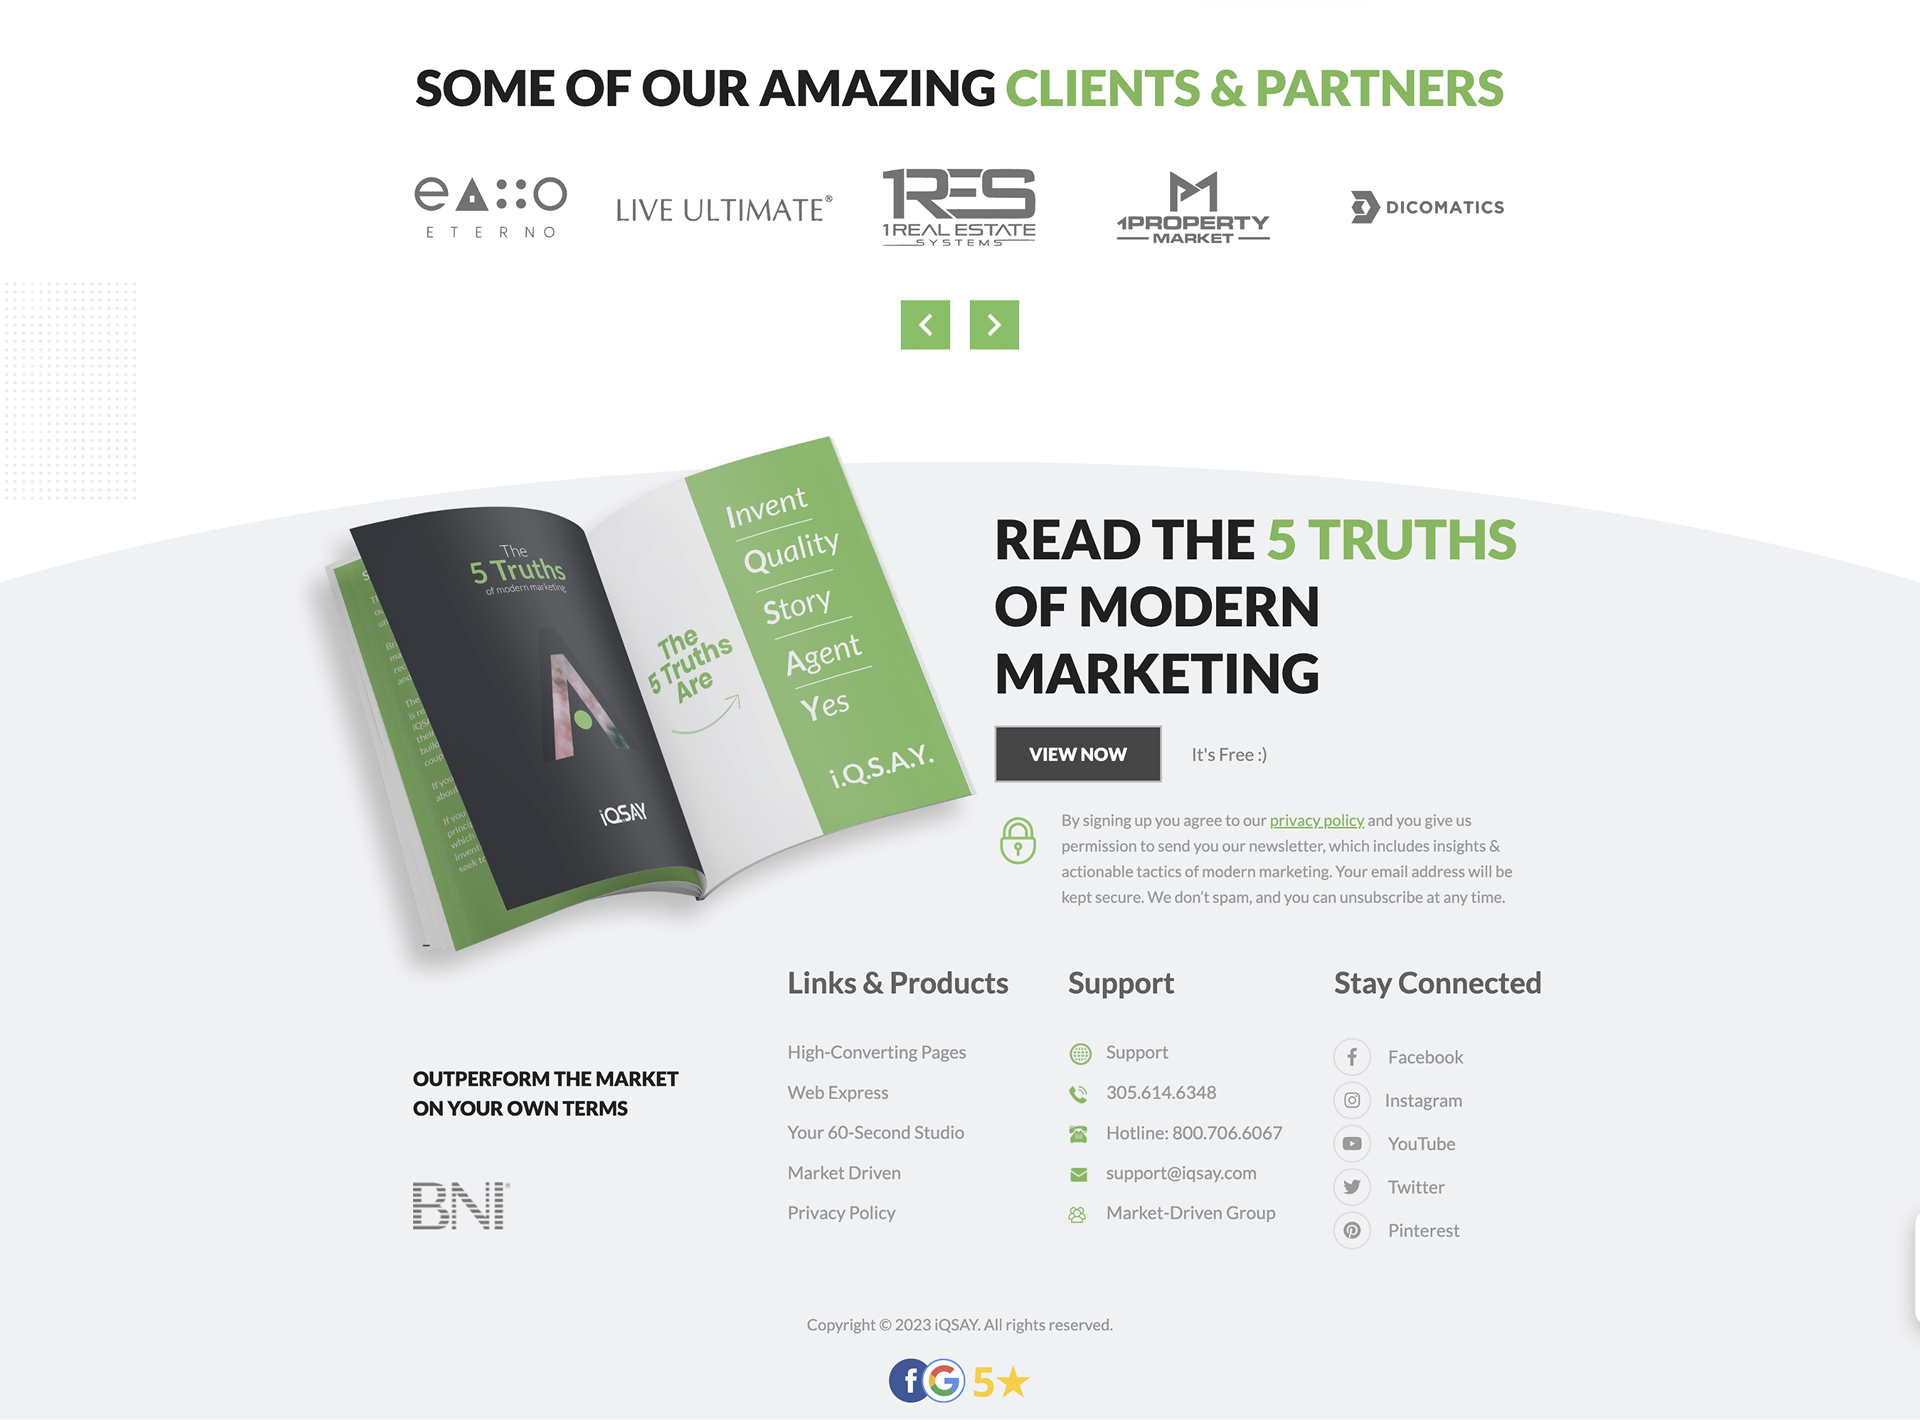 SOME OF OUR AMAZING CLIENTS & PARTNERS
ETERNO
LIVE ULTIMATE®
1RES
1REAL ESTATE
SYSTEMS
1PROPERTY
MARKET
DICOMATICS
The
5 Truths
of modern marketing
iQSAY
The
5 Truths
Are
Invent
Quality
Story
Agent
Yes
i.Q.S.A.Y.
READ THE 5 TRUTHS
OF MODERN
MARKETING
VIEW NOW
It's Free :)
By signing up you agree to our privacy policy and you give us
permission to send you our newsletter, which includes insights &
actionable tactics of modern marketing. Your email address will be
kept secure. We don't spam, and you can unsubscribe at any time.
OUTPERFORM THE MARKET
ON YOUR OWN TERMS
BNI®
Links & Products
High-Converting Pages
Web Express
Your 60-Second Studio
Market Driven
Privacy Policy
Support
Support
305.614.6348
Hotline: 800.706.6067
support@iqsay.com
Market-Driven Group
Stay Connected
Facebook
Instagram
YouTube
Twitter
Pinterest
Copyright © 2023 iQSAY. All rights reserved.
f G 5